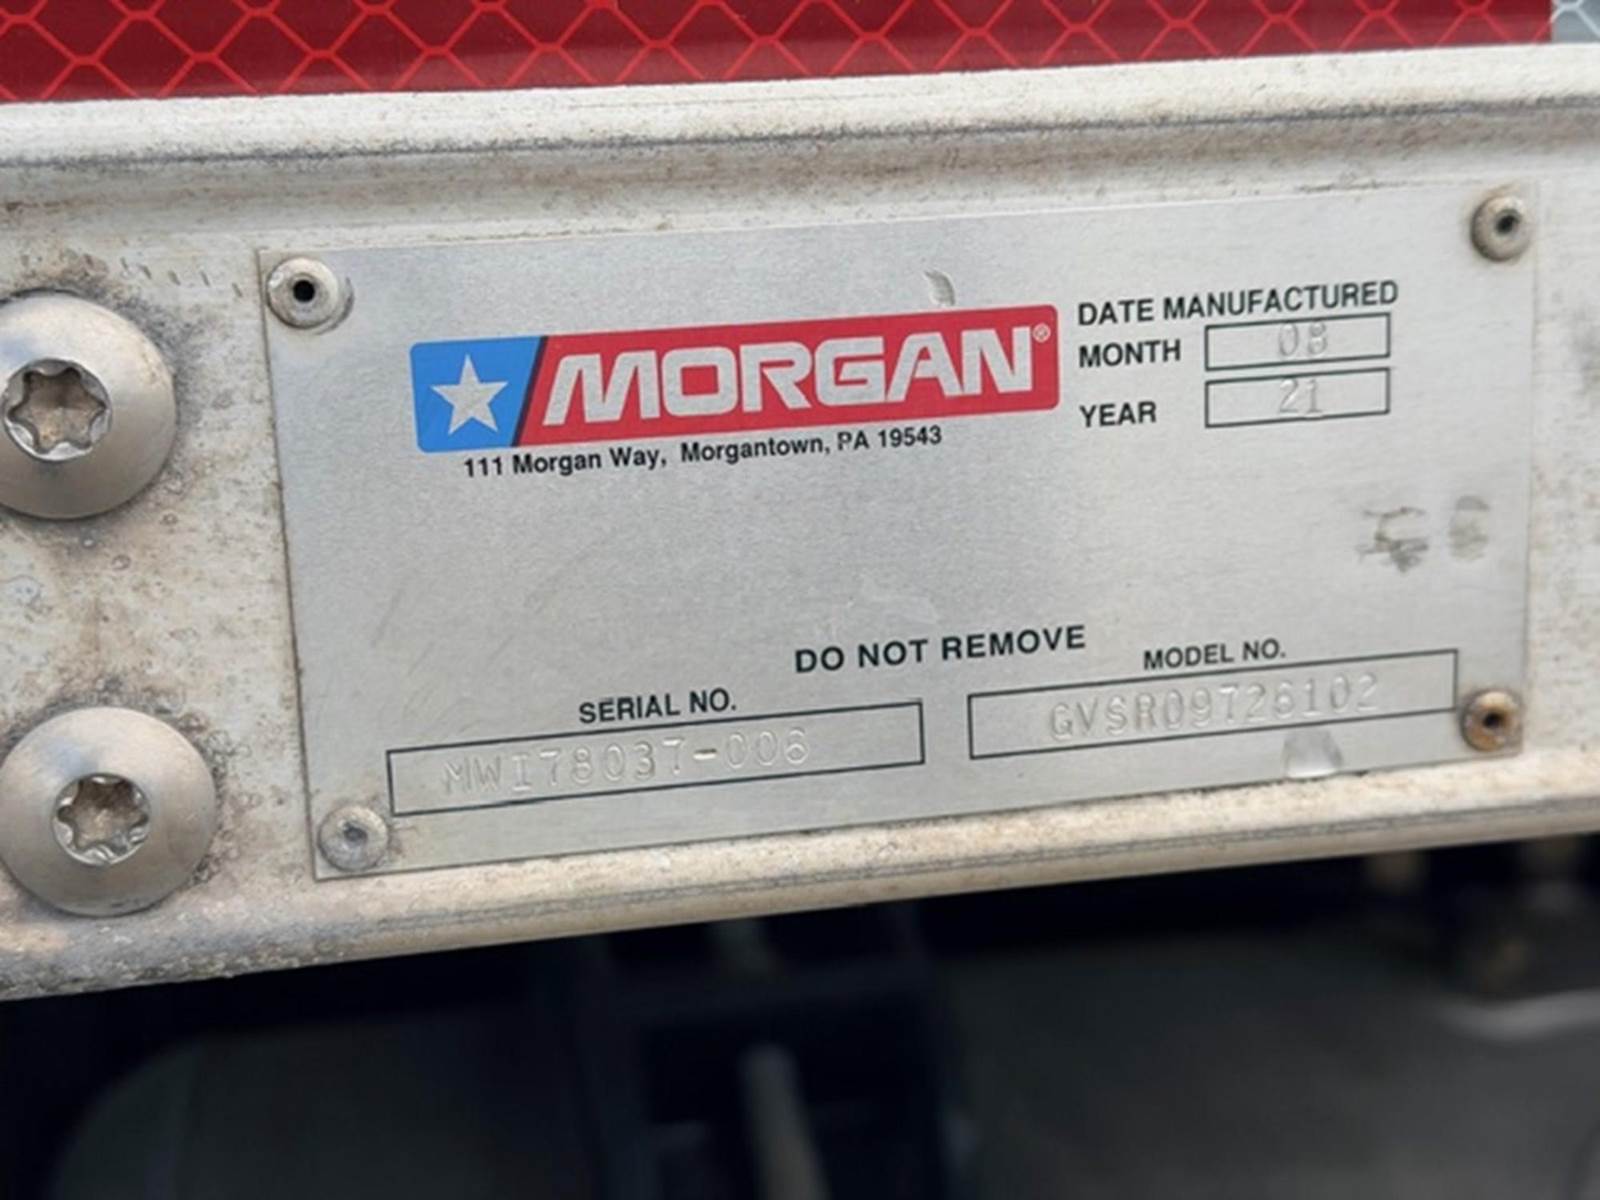 MORGAN®
111 Morgan Way, Morgantown, PA 19543
DATE MANUFACTURED
MONTH 08
YEAR 21
DO NOT REMOVE
SERIAL NO.
MWI78037-006
MODEL NO.
GVSR09726102